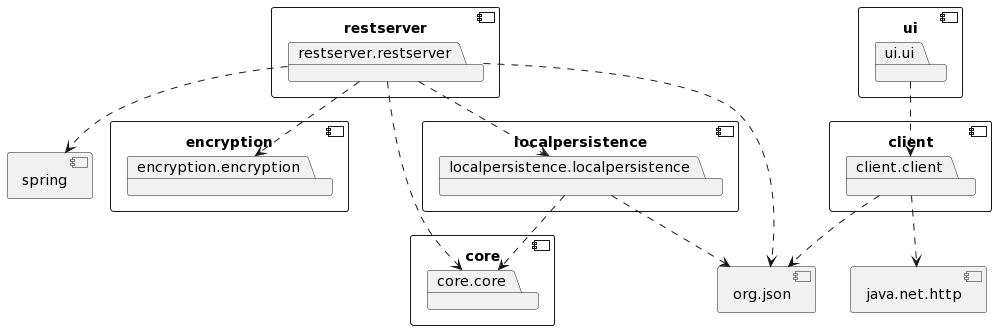 restserver
restserver.restserver
ui
ui.ui
encryption
encryption.encryption
localpersistence
localpersistence.localpersistence
client
client.client
spring
core
core.core
org.json
java.net.http